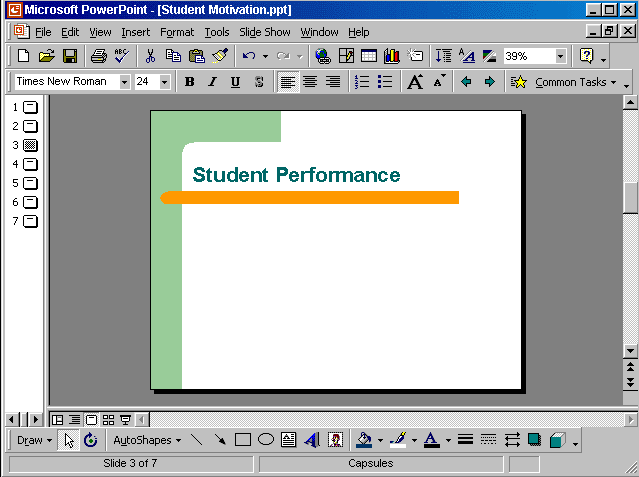 Microsoft PowerPoint - [Student Motivation.ppt]
File Edit View Insert Format Tools Slide Show Window Help
39%
Times New Roman 24 B I U S A A Common Tasks
1
2
3
4
5
6
7
Student Performance
Draw AutoShapes A A
Slide 3 of 7 Capsules